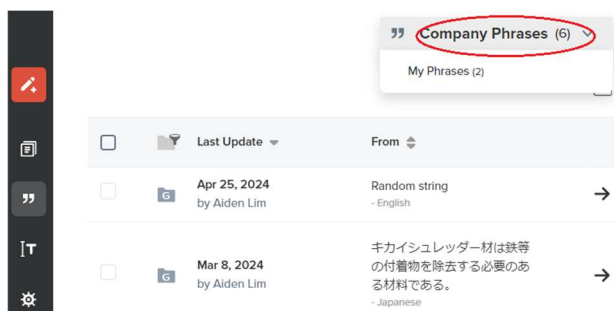 Company Phrases (6)
My Phrases (2)
Last Update
From
G
Apr 25, 2024
by Aiden Lim
Random string
- English
G
Mar 8, 2024
by Aiden Lim
キカイシュレッダー材は鉄等
の付着物を除去する必要のあ
る材料である。
- Japanese